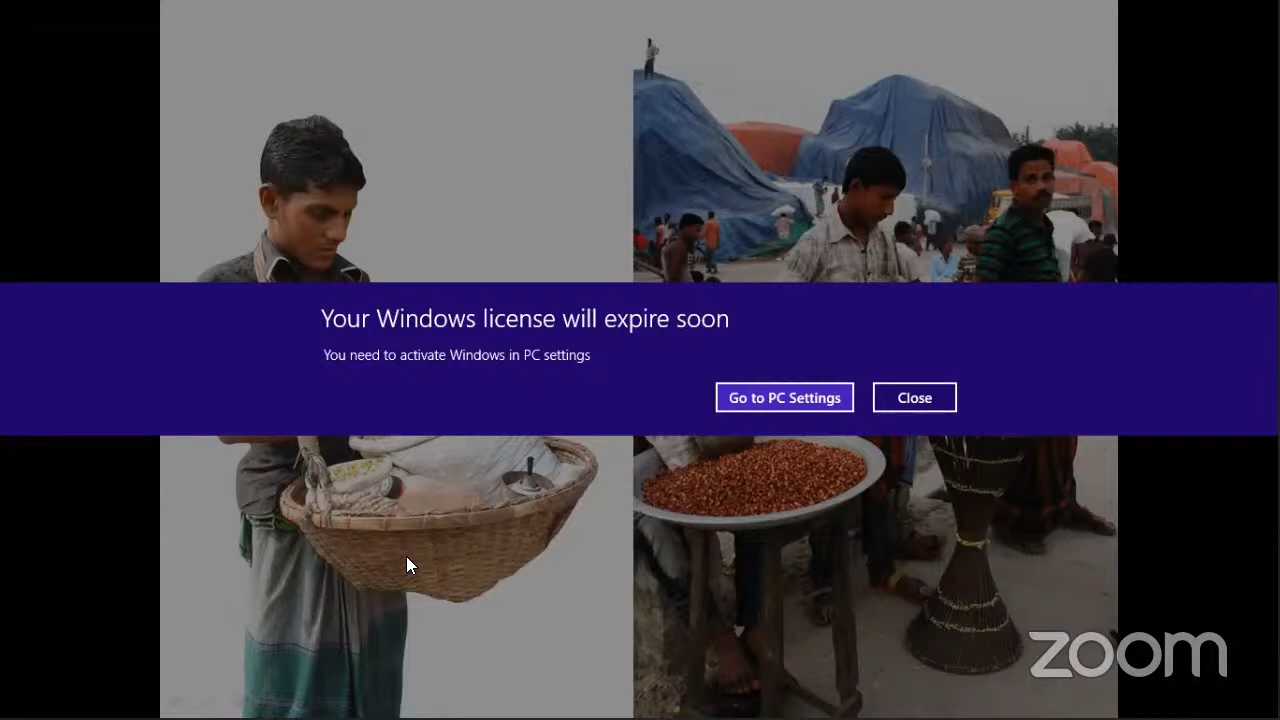 Your Windows license will expire soon
You need to activate Windows in PC settings
Go to PC Settings
Close
zoom